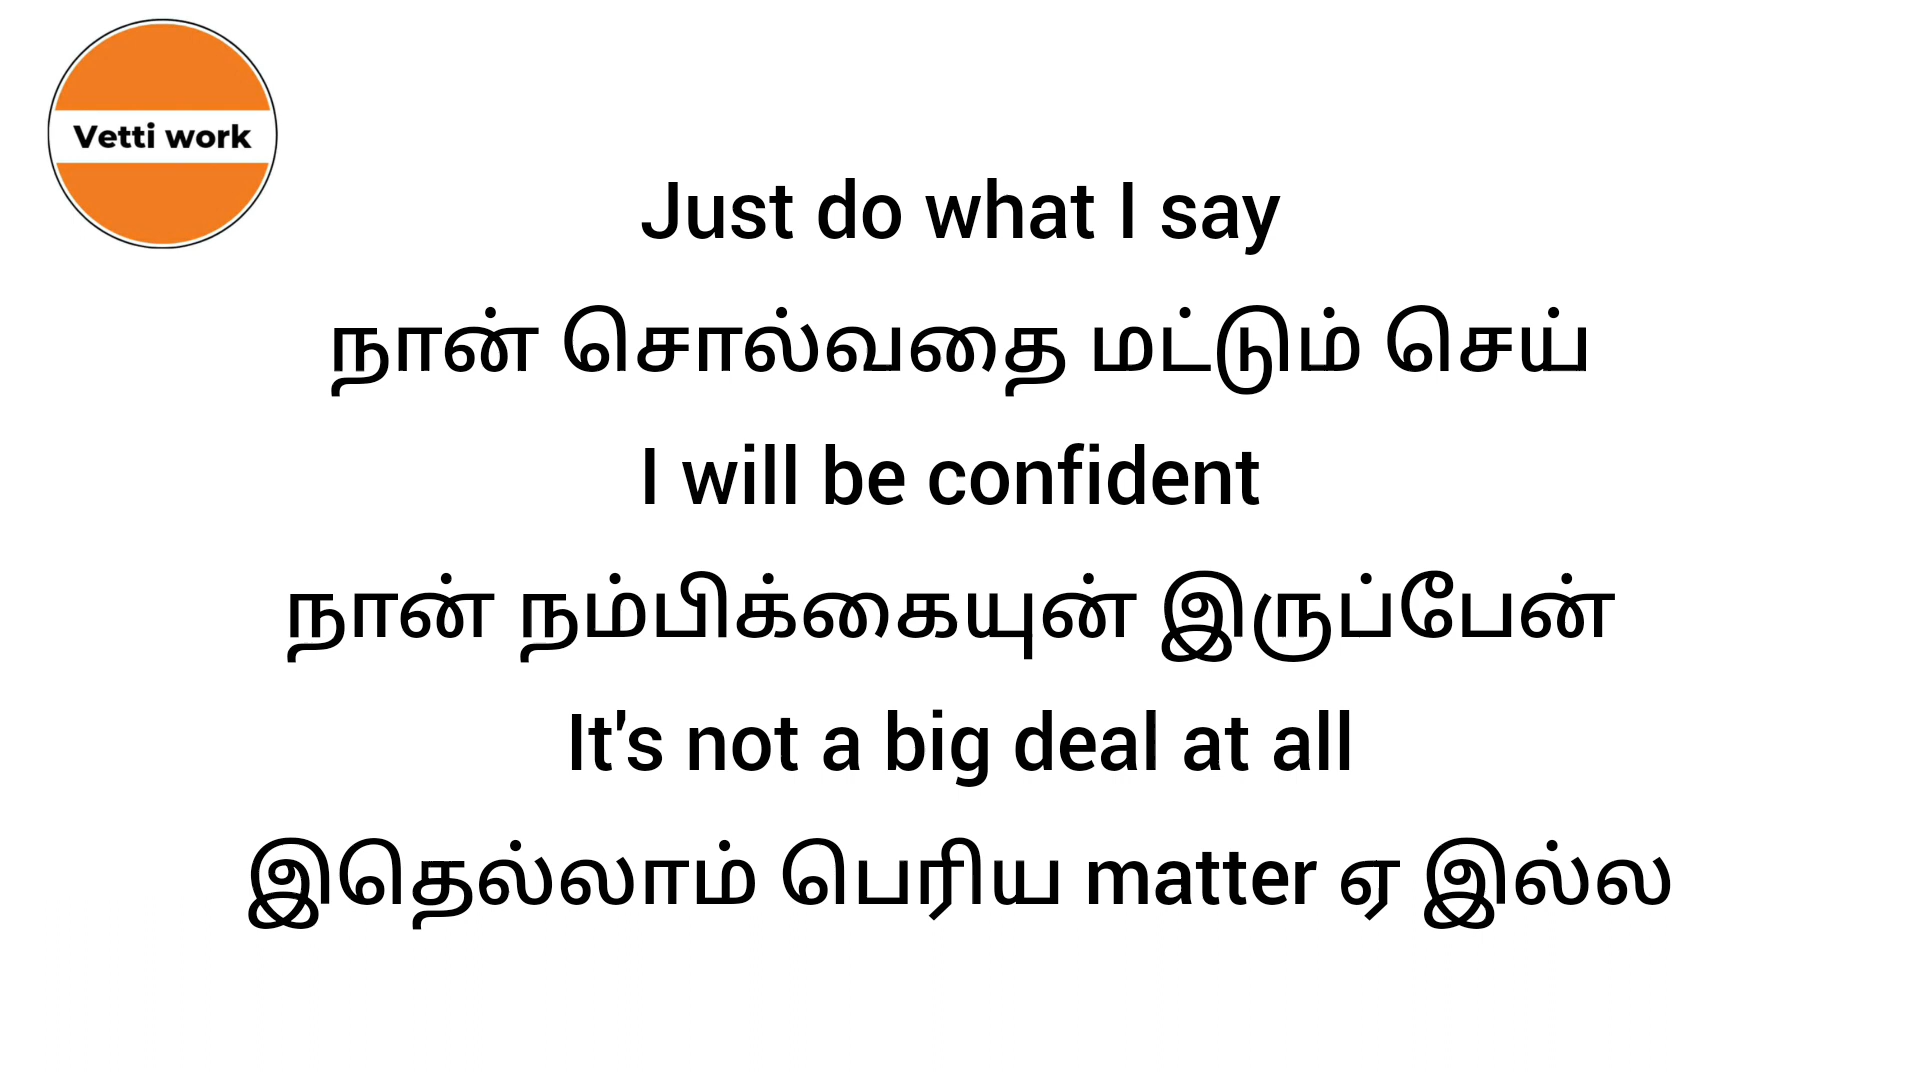 Vetti work
Just do what I say
நான் சொல்வதை மட்டும் செய்
I will be confident
நான் நம்பிக்கையுன் இருப்பேன்
It's not a big deal at all
இதெல்லாம் பெரிய matter ஏ இல்ல